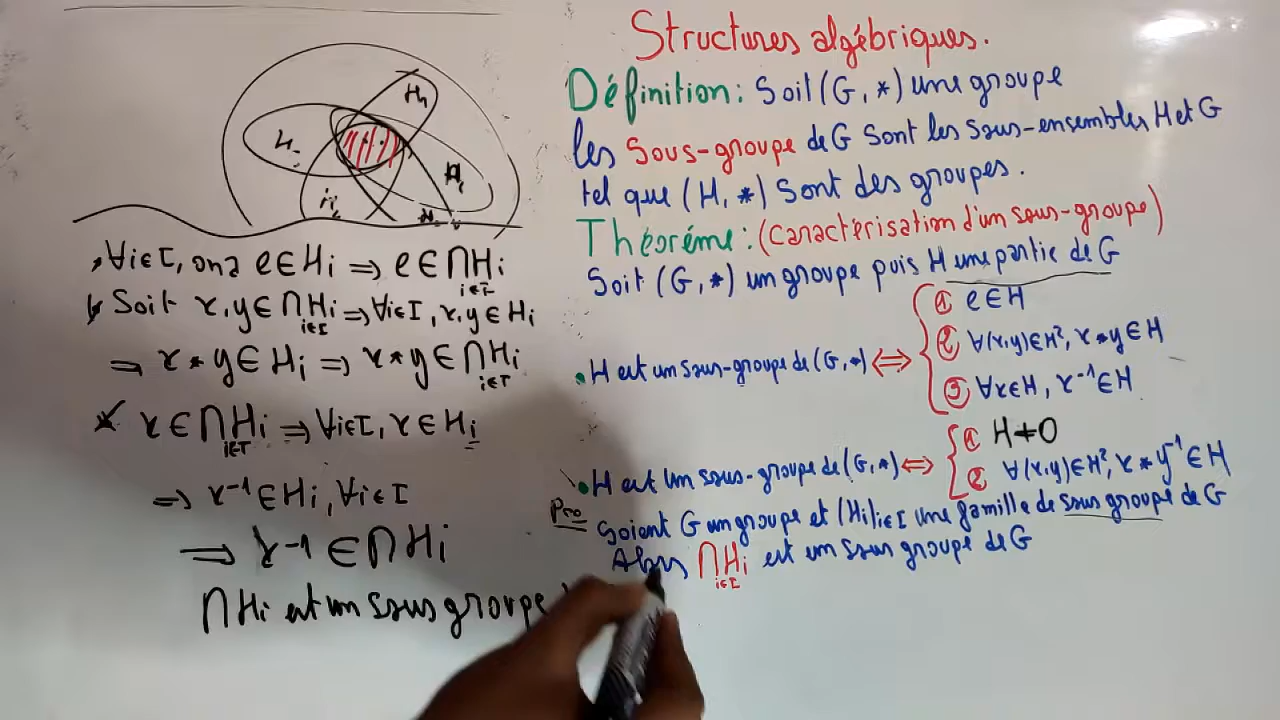 Structures algébriques.
Définition: Soit (G, *) une groupe
les Sous-groupe de G sont les sous-ensembles H et G
tel que (H, *) sont des groupes.
Théoréme: (caractérisation d'un sous-groupe)
Soit (G, *) un groupe puis H une partie de G
① e∈H
• H est un sous-groupe de (G, *) ⟺ ② ∀(x,y)∈H², x*y∈H
③ ∀x∈H, x⁻¹∈H
① H≠O
• H est un sous-groupe de (G, *) ⟺ ② ∀(x,y)∈H², x*y⁻¹∈H
Pro Soient G un groupe et (Hi)i∈I une famille de sous groupe de G
Alors ⋂Hi i∈I est un sous groupe de G
H₁
∀i∈I, on a e∈Hi ⟹ e∈⋂Hi i∈I
Soit x,y∈⋂Hi i∈I ⟹ ∀i∈I, x,y∈Hi
⟹ x*y∈Hi ⟹ x*y∈⋂Hi i∈I
* x∈⋂Hi i∈I ⟹ ∀i∈I, x∈Hi
⟹ x⁻¹∈Hi, ∀i∈I
⟹ x⁻¹∈⋂Hi
⋂Hi est un sous groupe